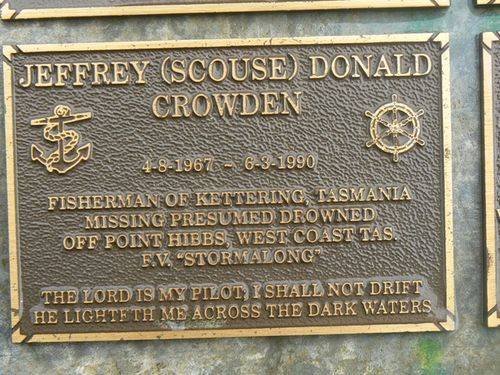 JEFFREY (SCOUSE) DONALD
CROWDEN
4-8-1967 ~ 6-3-1990
FISHERMAN OF KETTERING, TASMANIA
MISSING PRESUMED DROWNED
OFF POINT HIBBS, WEST COAST TAS.
F.V. "STORMALONG"
THE LORD IS MY PILOT, I SHALL NOT DRIFT
HE LIGHTETH ME ACROSS THE DARK WATERS